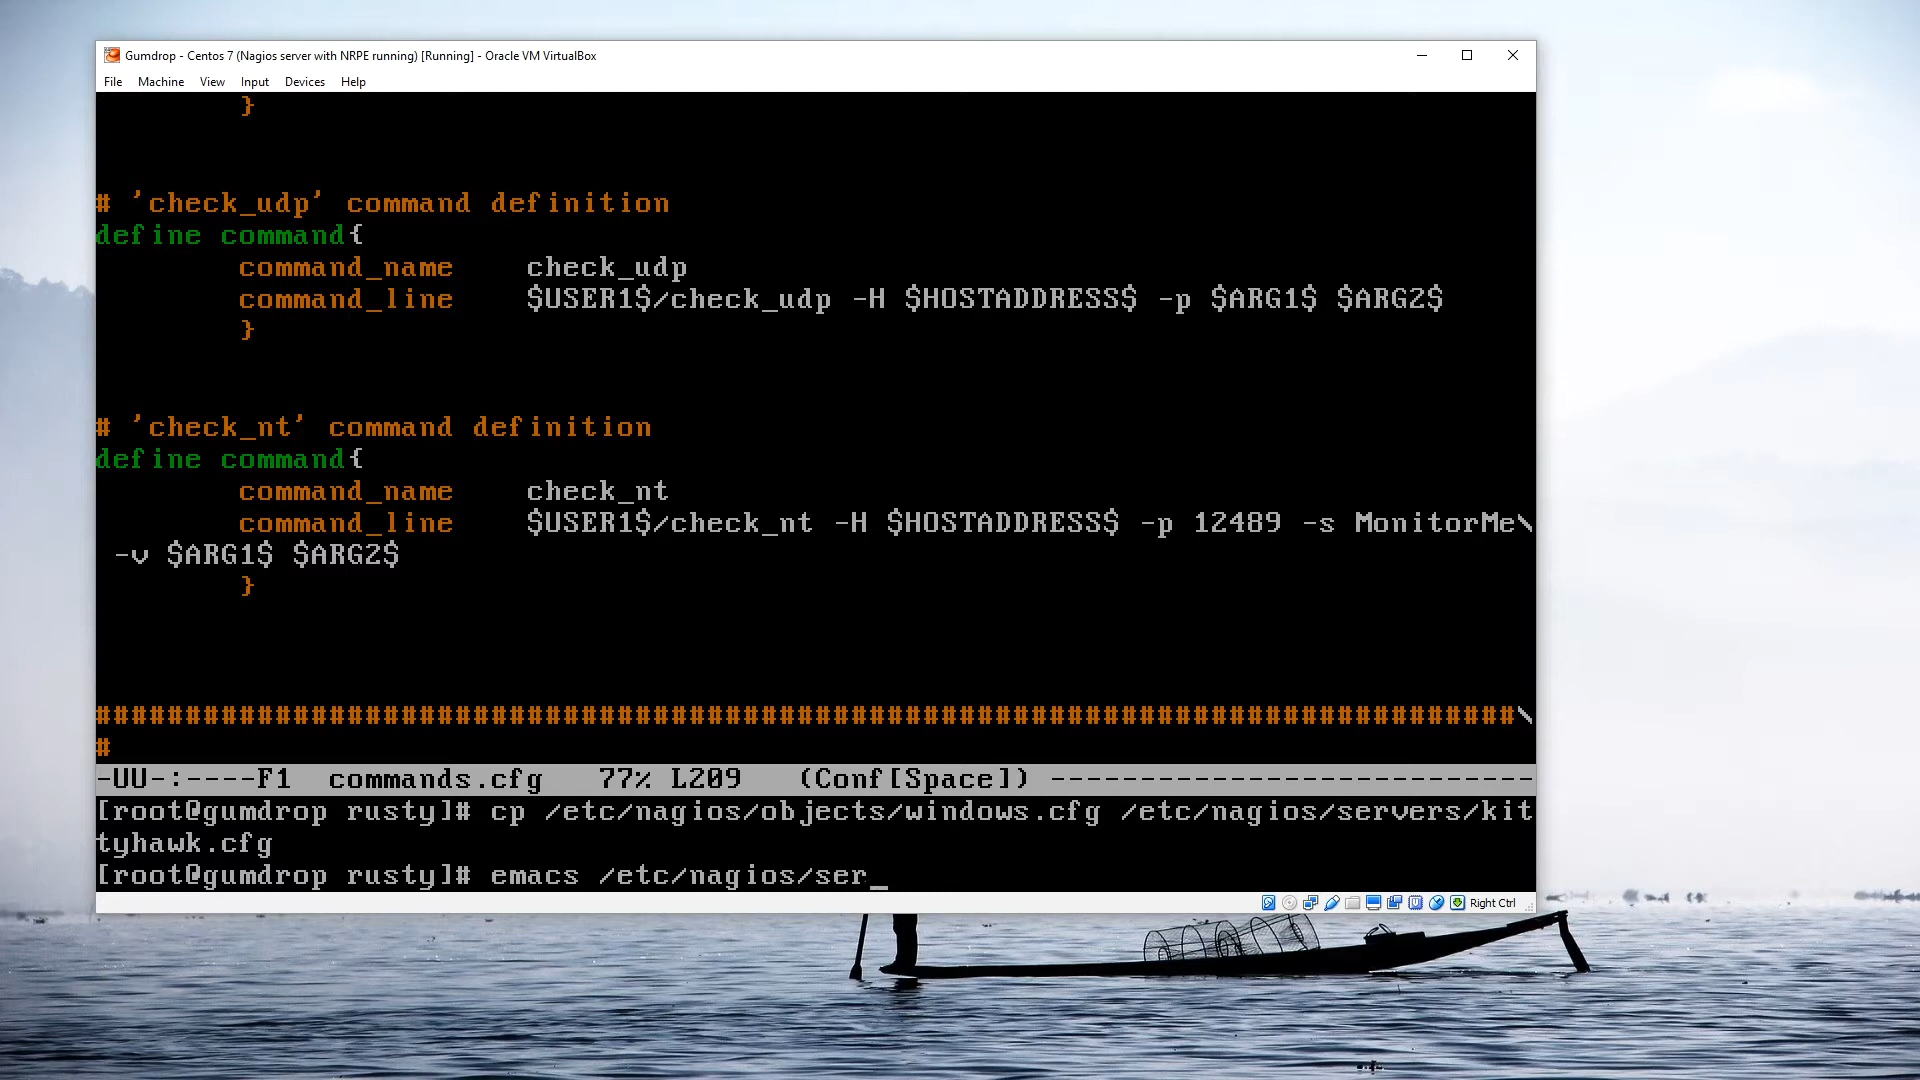 Gumdrop - Centos 7 (Nagios server with NRPE running) [Running] - Oracle VM VirtualBox
File Machine View Input Devices Help
}
# 'check_udp' command definition
define command{
command_name check_udp
command_line $USER1$/check_udp -H $HOSTADDRESS$ -p $ARG1$ $ARG2$
}
# 'check_nt' command definition
define command{
command_name check_nt
command_line $USER1$/check_nt -H $HOSTADDRESS$ -p 12489 -s MonitorMe\
-v $ARG1$ $ARG2$
}
###############################################################################\
#
-UU-:----F1 commands.cfg 77% L209 (Conf[Space]) ---------------------------
[root@gumdrop rusty]# cp /etc/nagios/objects/windows.cfg /etc/nagios/servers/kit
tyhawk.cfg
[root@gumdrop rusty]# emacs /etc/nagios/ser_
Right Ctrl